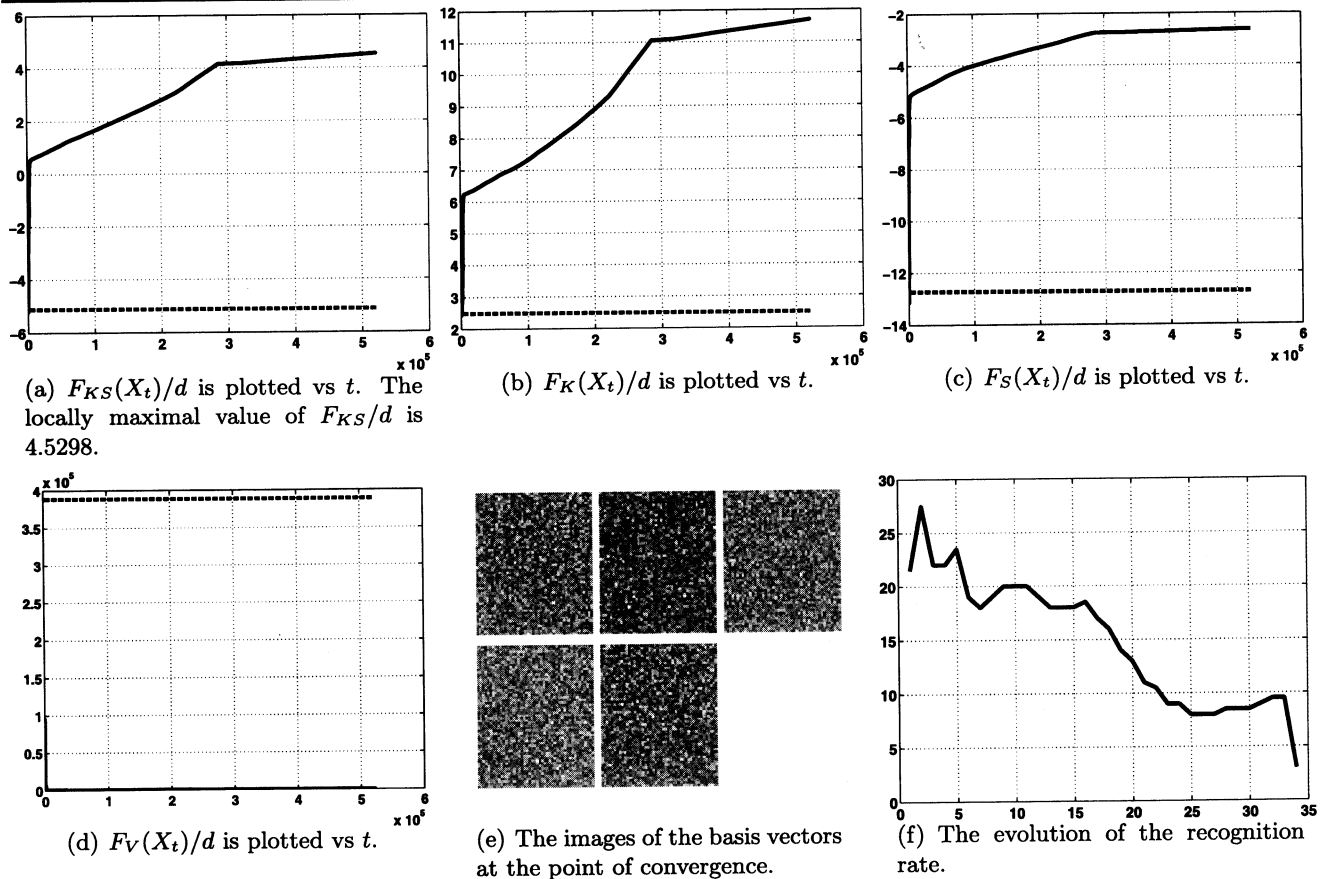 6
4
2
0
−2
−4
−6
0 1 2 3 4 5 6
x 10^5
(a) F_{KS}(X_t)/d is plotted vs t. The
locally maximal value of F_{KS}/d is
4.5298.
12
11
10
9
8
7
6
5
4
3
2
0 1 2 3 4 5 6
x 10^5
(b) F_K(X_t)/d is plotted vs t.
−2
−4
−6
−8
−10
−12
−14
0 1 2 3 4 5 6
x 10^5
(c) F_S(X_t)/d is plotted vs t.
x 10^5
4
3.5
3
2.5
2
1.5
1
0.5
0
0 1 2 3 4 5 6
x 10^5
(d) F_V(X_t)/d is plotted vs t.
(e) The images of the basis vectors
at the point of convergence.
30
25
20
15
10
5
0
0 5 10 15 20 25 30 35
(f) The evolution of the recognition
rate.